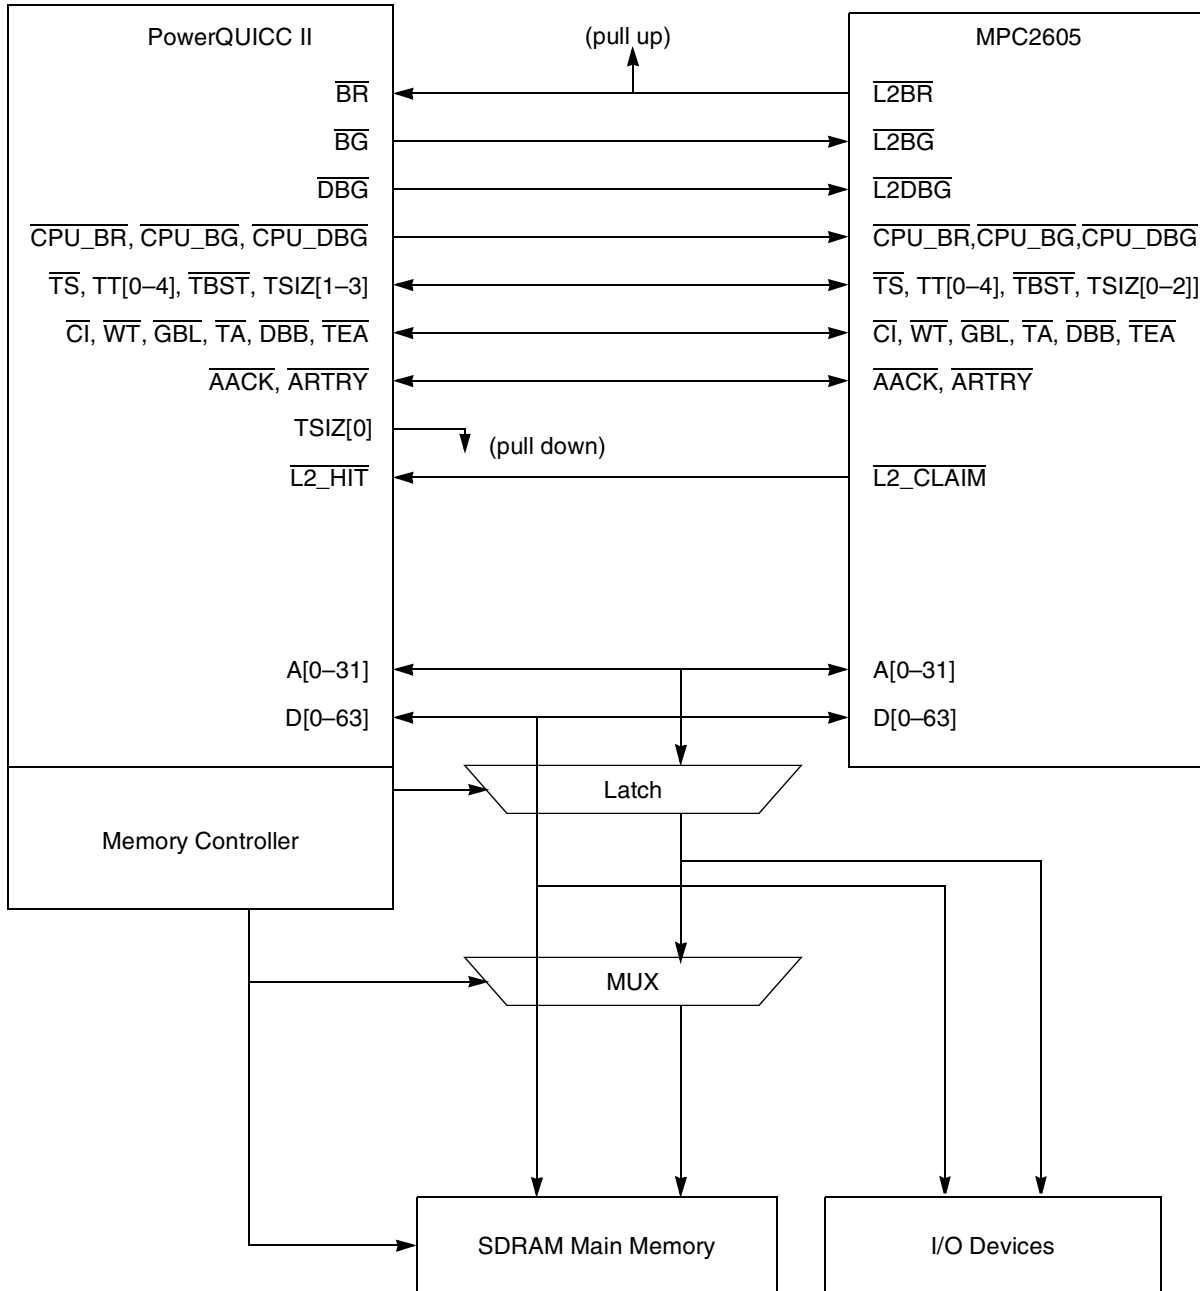 PowerQUICC II (pull up) MPC2605
BR L2BR
BG L2BG
DBG L2DBG
CPU_BR, CPU_BG, CPU_DBG CPU_BR,CPU_BG,CPU_DBG
TS, TT[0–4], TBST, TSIZ[1–3] TS, TT[0–4], TBST, TSIZ[0–2]]
CI, WT, GBL, TA, DBB, TEA CI, WT, GBL, TA, DBB, TEA
AACK, ARTRY AACK, ARTRY
TSIZ[0] (pull down)
L2_HIT L2_CLAIM
A[0–31] A[0–31]
D[0–63] D[0–63]
Latch
Memory Controller
MUX
SDRAM Main Memory I/O Devices